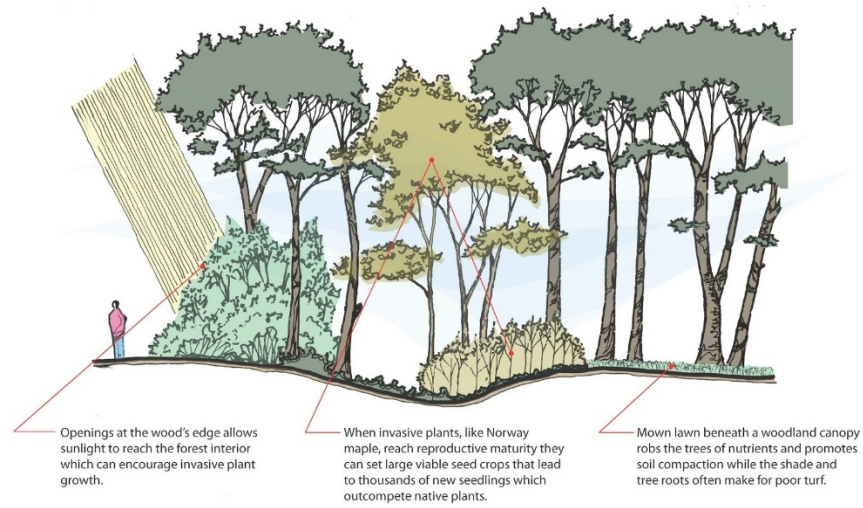 Openings at the wood's edge allows
sunlight to reach the forest interior
which can encourage invasive plant
growth.
When invasive plants, like Norway
maple, reach reproductive maturity they
can set large viable seed crops that lead
to thousands of new seedlings which
outcompete native plants.
Mown lawn beneath a woodland canopy
robs the trees of nutrients and promotes
soil compaction while the shade and
tree roots often make for poor turf.